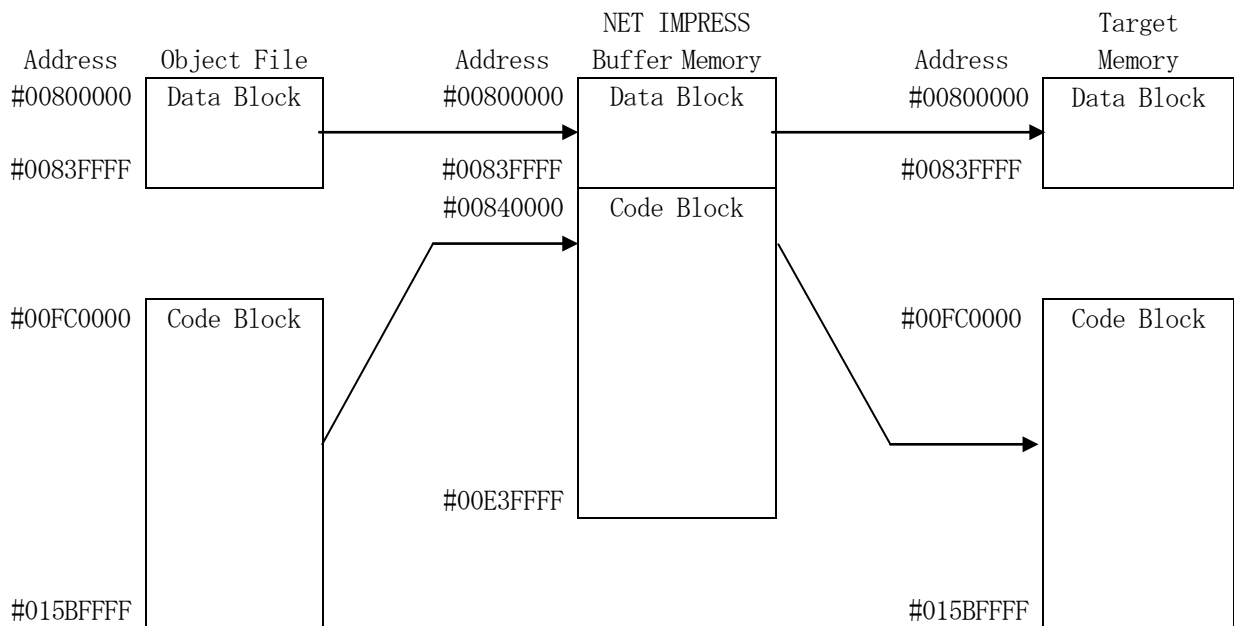 NET IMPRESS Target
Address Object File Address Buffer Memory Address Memory
#00800000 Data Block #00800000 Data Block #00800000 Data Block
#0083FFFF #0083FFFF #0083FFFF
#00840000 Code Block
#00FC0000 Code Block #00FC0000 Code Block
#00E3FFFF
#015BFFFF #015BFFFF